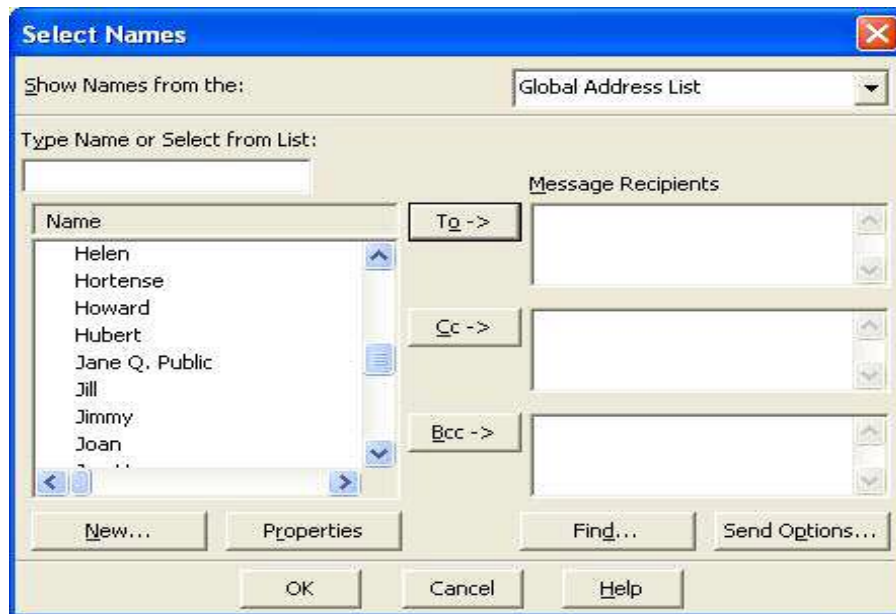 Select Names
Show Names from the:
Global Address List
Type Name or Select from List:
Message Recipients
Name
To ->
Helen
Hortense
Howard
Hubert
Jane Q. Public
Jill
Jimmy
Joan
Cc ->
Bcc ->
New...
Properties
Find...
Send Options...
OK
Cancel
Help